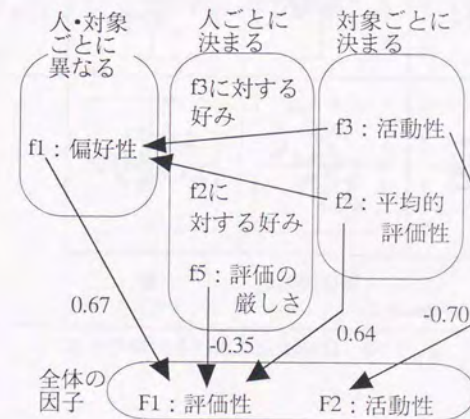 人・対象
ごとに
異なる
人ごとに
決まる
対象ごとに
決まる
f3に対する
好み
f3：活動性
f1：偏好性
f2に
対する好み
f2：平均的
評価性
f5：評価の
厳しさ
0.67
-0.35
0.64
-0.70
全体の
因子
F1：評価性
F2：活動性